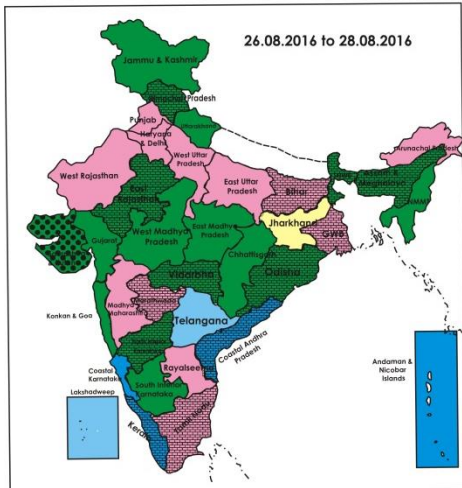 26.08.2016 to 28.08.2016
Jammu & Kashmir
Himachal Pradesh
Punjab
Uttarakhand
Haryana
& Delhi
West Uttar
Pradesh
Arunachal Pradesh
West Rajasthan
East Uttar
Pradesh
East
Rajasthan
Bihar
Assam &
Meghalaya
NMMT
Jharkhand
GWB
Gujarat
West Madhya
Pradesh
East Madhya
Pradesh
Chhattisgarh
Vidarbha
Odisha
Konkan & Goa
Madhya
Maharashtra
Telangana
Coastal Andhra
Pradesh
Coastal
Karnataka
Rayalseema
Andaman &
Nicobar
Islands
Lakshadweep
South Interior
Karnataka
Kerala
Tamil Nadu